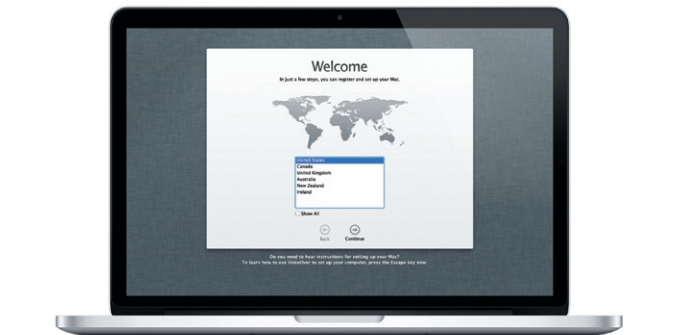 Welcome
In just a few steps, you can register and set up your Mac.
United States
Canada
United Kingdom
Australia
New Zealand
Ireland
Show All
Back
Continue
Do you need to hear instructions for setting up your Mac?
To learn how to use VoiceOver to set up your computer, press the Escape key now.